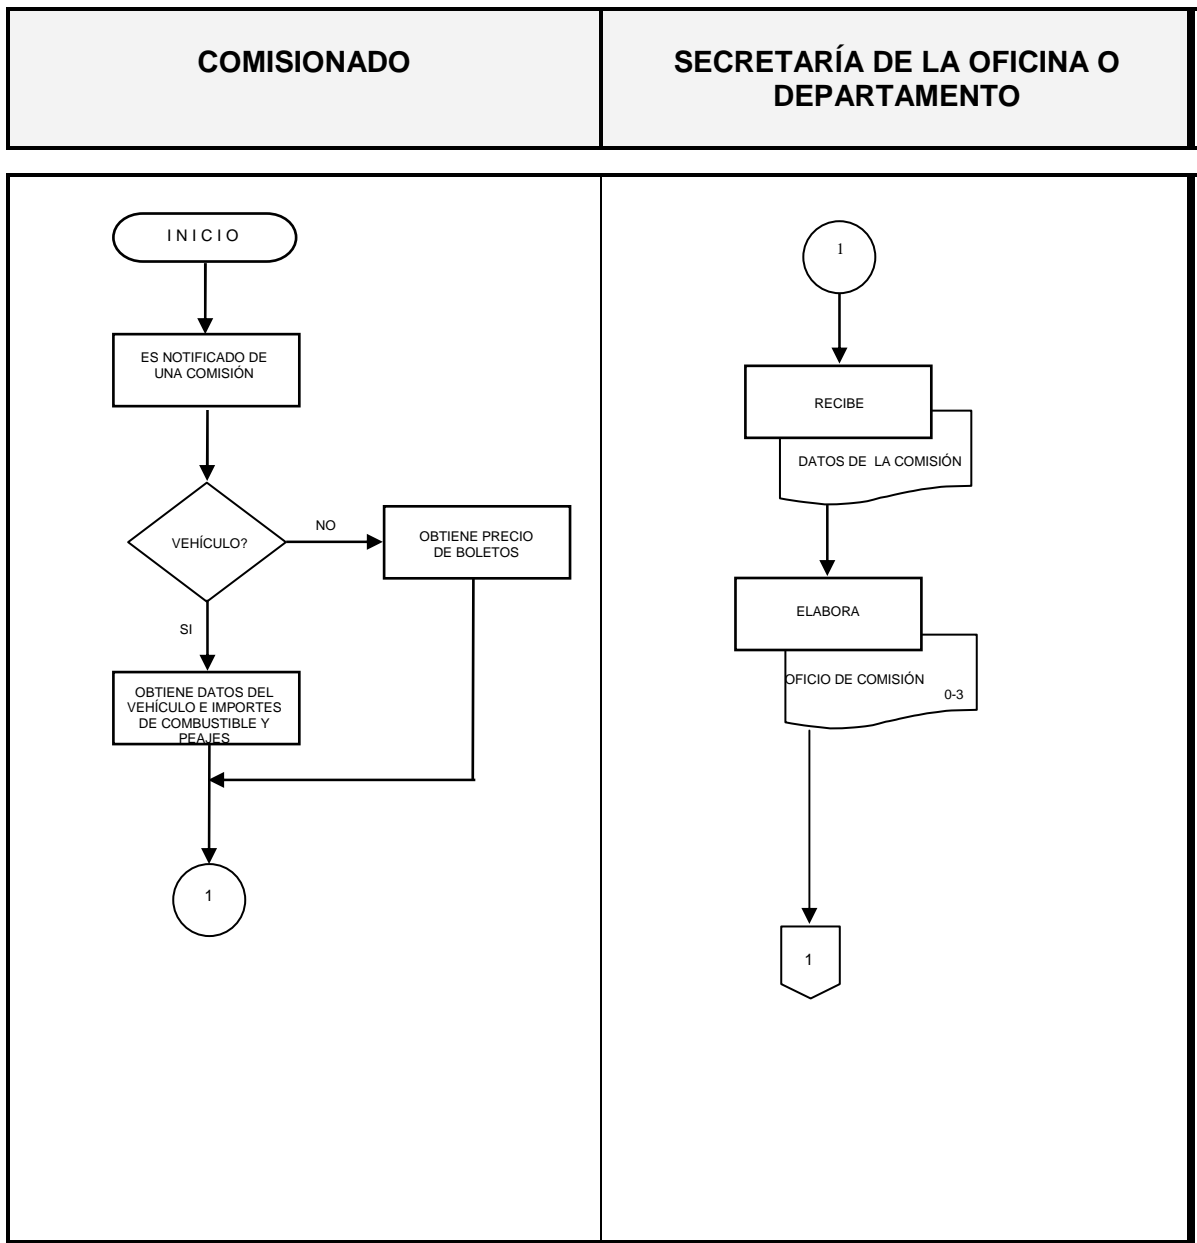 COMISIONADO
SECRETARÍA DE LA OFICINA O
DEPARTAMENTO
INICIO
ES NOTIFICADO DE
UNA COMISIÓN
VEHÍCULO?
NO
OBTIENE PRECIO
DE BOLETOS
SI
OBTIENE DATOS DEL
VEHÍCULO E IMPORTES
DE COMBUSTIBLE Y
PEAJES
1
1
RECIBE
DATOS DE LA COMISIÓN
ELABORA
OFICIO DE COMISIÓN
0-3
1